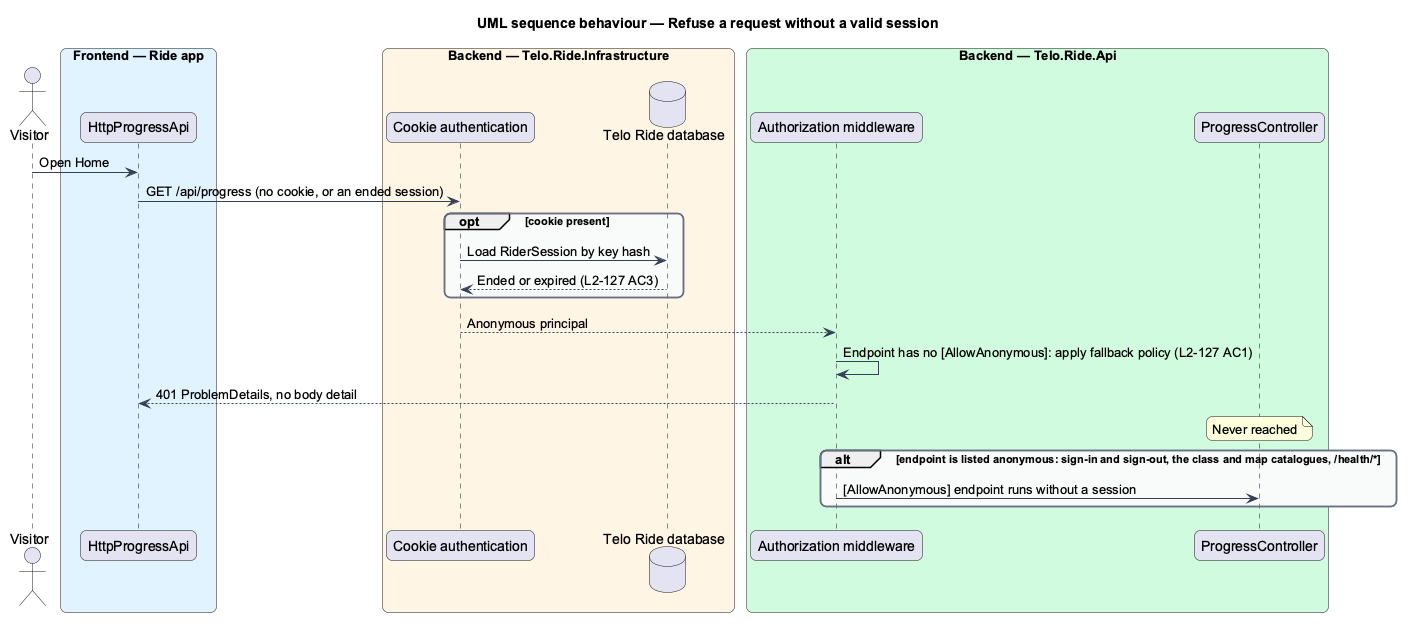 UML sequence behaviour — Refuse a request without a valid session
Frontend — Ride app
Backend — Telo.Ride.Infrastructure
Backend — Telo.Ride.Api
Visitor
HttpProgressApi
Cookie authentication
Telo Ride database
Authorization middleware
ProgressController
Open Home
GET /api/progress (no cookie, or an ended session)
opt
[cookie present]
Load RiderSession by key hash
Ended or expired (L2-127 AC3)
Anonymous principal
Endpoint has no [AllowAnonymous]: apply fallback policy (L2-127 AC1)
401 ProblemDetails, no body detail
Never reached
alt
[endpoint is listed anonymous: sign-in and sign-out, the class and map catalogues, /health/*]
[AllowAnonymous] endpoint runs without a session
Visitor
HttpProgressApi
Cookie authentication
Telo Ride database
Authorization middleware
ProgressController